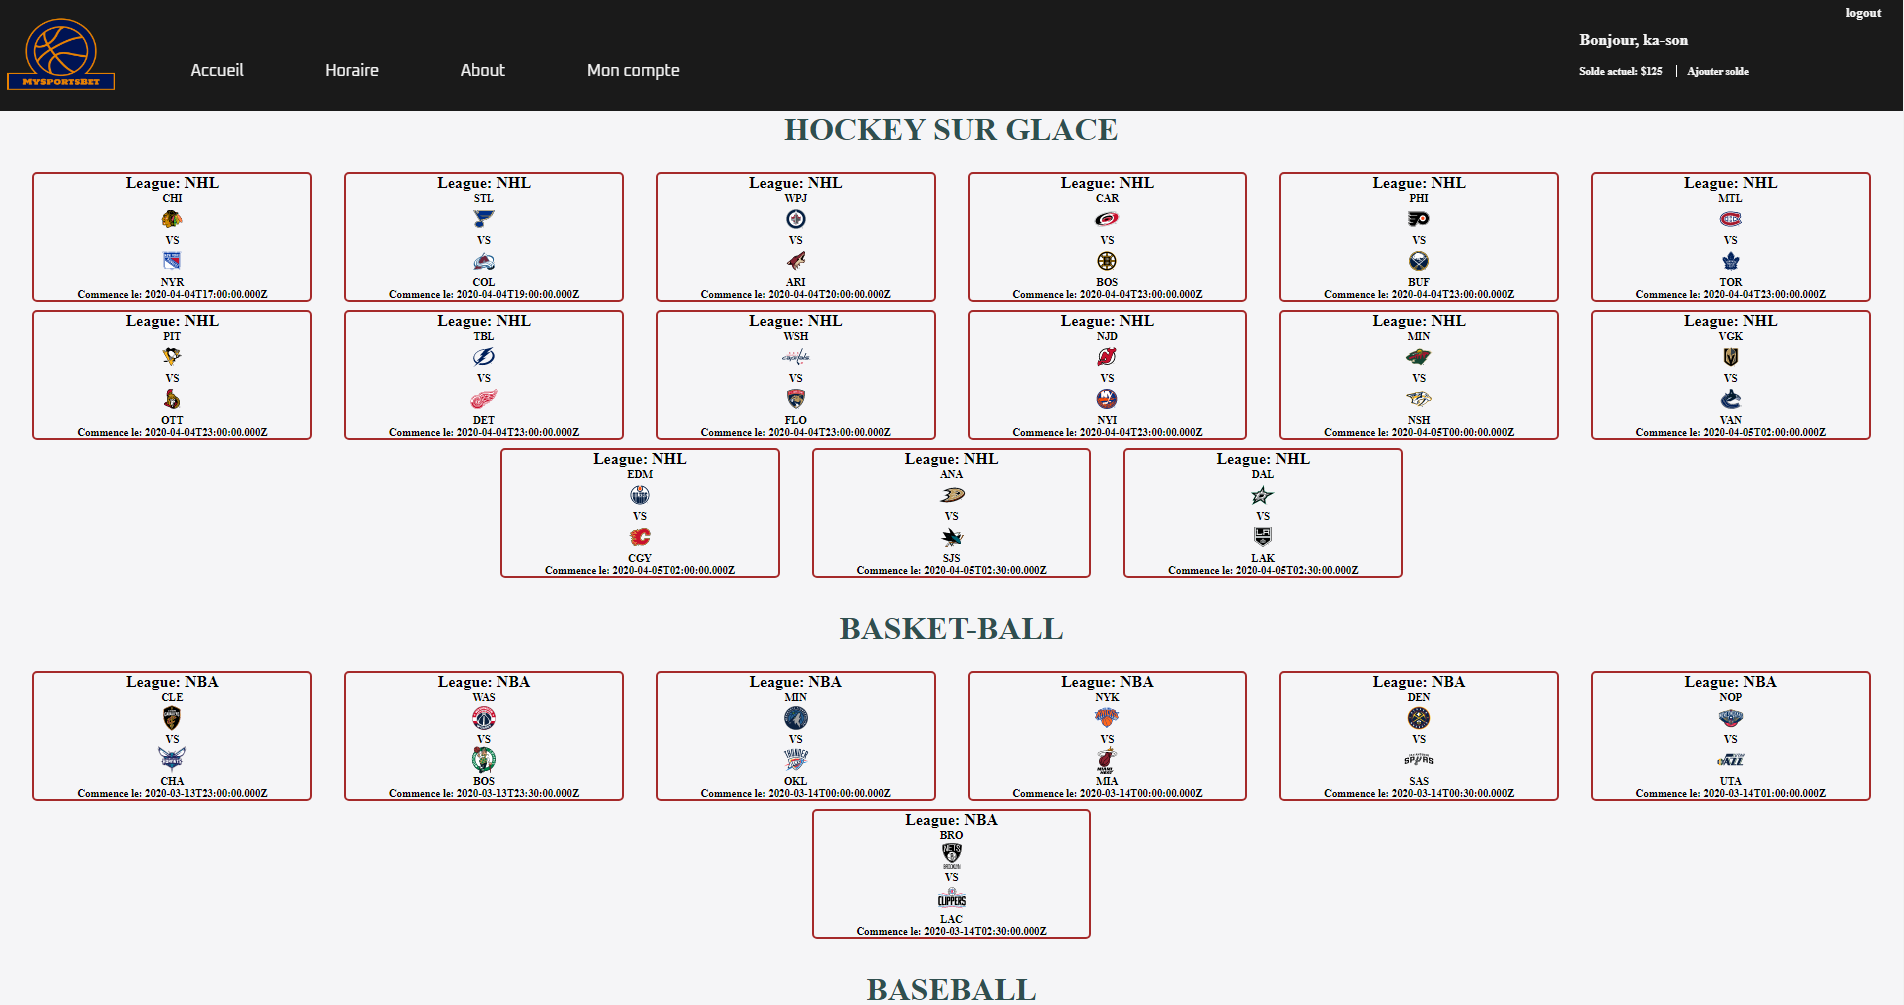 logout
MYSPORTSBET
Accueil Horaire About Mon compte
Bonjour, ka-son
Solde actuel: $125 | Ajouter solde
HOCKEY SUR GLACE
League: NHL
CHI
VS
NYR
Commence le: 2020-04-04T17:00:00.000Z
League: NHL
STL
VS
COL
Commence le: 2020-04-04T19:00:00.000Z
League: NHL
WPJ
VS
ARI
Commence le: 2020-04-04T20:00:00.000Z
League: NHL
CAR
VS
BOS
Commence le: 2020-04-04T23:00:00.000Z
League: NHL
PHI
VS
BUF
Commence le: 2020-04-04T23:00:00.000Z
League: NHL
MTL
VS
TOR
Commence le: 2020-04-04T23:00:00.000Z
League: NHL
PIT
VS
OTT
Commence le: 2020-04-04T23:00:00.000Z
League: NHL
TBL
VS
DET
Commence le: 2020-04-04T23:00:00.000Z
League: NHL
WSH
VS
FLO
Commence le: 2020-04-04T23:00:00.000Z
League: NHL
NJD
VS
NYI
Commence le: 2020-04-04T23:00:00.000Z
League: NHL
MIN
VS
NSH
Commence le: 2020-04-05T00:00:00.000Z
League: NHL
VGK
VS
VAN
Commence le: 2020-04-05T02:00:00.000Z
League: NHL
EDM
VS
CGY
Commence le: 2020-04-05T02:00:00.000Z
League: NHL
ANA
VS
SJS
Commence le: 2020-04-05T02:30:00.000Z
League: NHL
DAL
VS
LAK
Commence le: 2020-04-05T02:30:00.000Z
BASKET-BALL
League: NBA
CLE
VS
CHA
Commence le: 2020-03-13T23:00:00.000Z
League: NBA
WAS
VS
BOS
Commence le: 2020-03-13T23:30:00.000Z
League: NBA
MIN
VS
THUNDER
OKL
Commence le: 2020-03-14T00:00:00.000Z
League: NBA
NYK
VS
MIA
Commence le: 2020-03-14T00:00:00.000Z
League: NBA
DEN
VS
SPURS
SAS
Commence le: 2020-03-14T00:30:00.000Z
League: NBA
NOP
VS
JAZZ
UTA
Commence le: 2020-03-14T01:00:00.000Z
League: NBA
BRO
NETS
BROOKLYN
VS
CLIPPERS
LAC
Commence le: 2020-03-14T02:30:00.000Z
BASEBALL